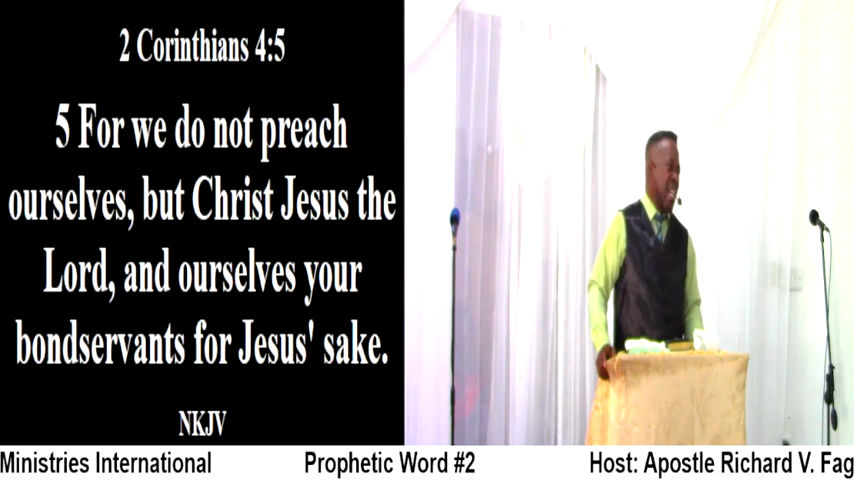 2 Corinthians 4:5
5 For we do not preach
ourselves, but Christ Jesus the
Lord, and ourselves your
bondservants for Jesus' sake.
NKJV
Ministries International Prophetic Word #2 Host: Apostle Richard V. Fag